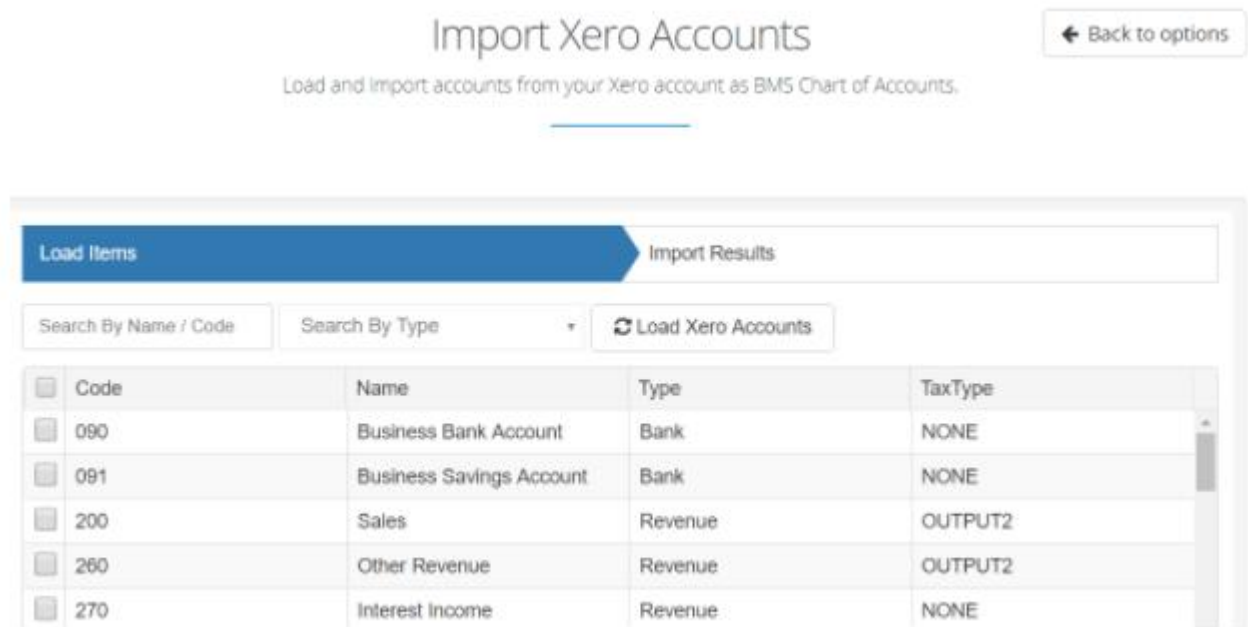 Import Xero Accounts
Back to options
Load and import accounts from your Xero account as BMS Chart of Accounts.
Load Items
Import Results
Search By Name / Code Search By Type Load Xero Accounts
Code Name Type TaxType
090 Business Bank Account Bank NONE
091 Business Savings Account Bank NONE
200 Sales Revenue OUTPUT2
260 Other Revenue Revenue OUTPUT2
270 Interest Income Revenue NONE